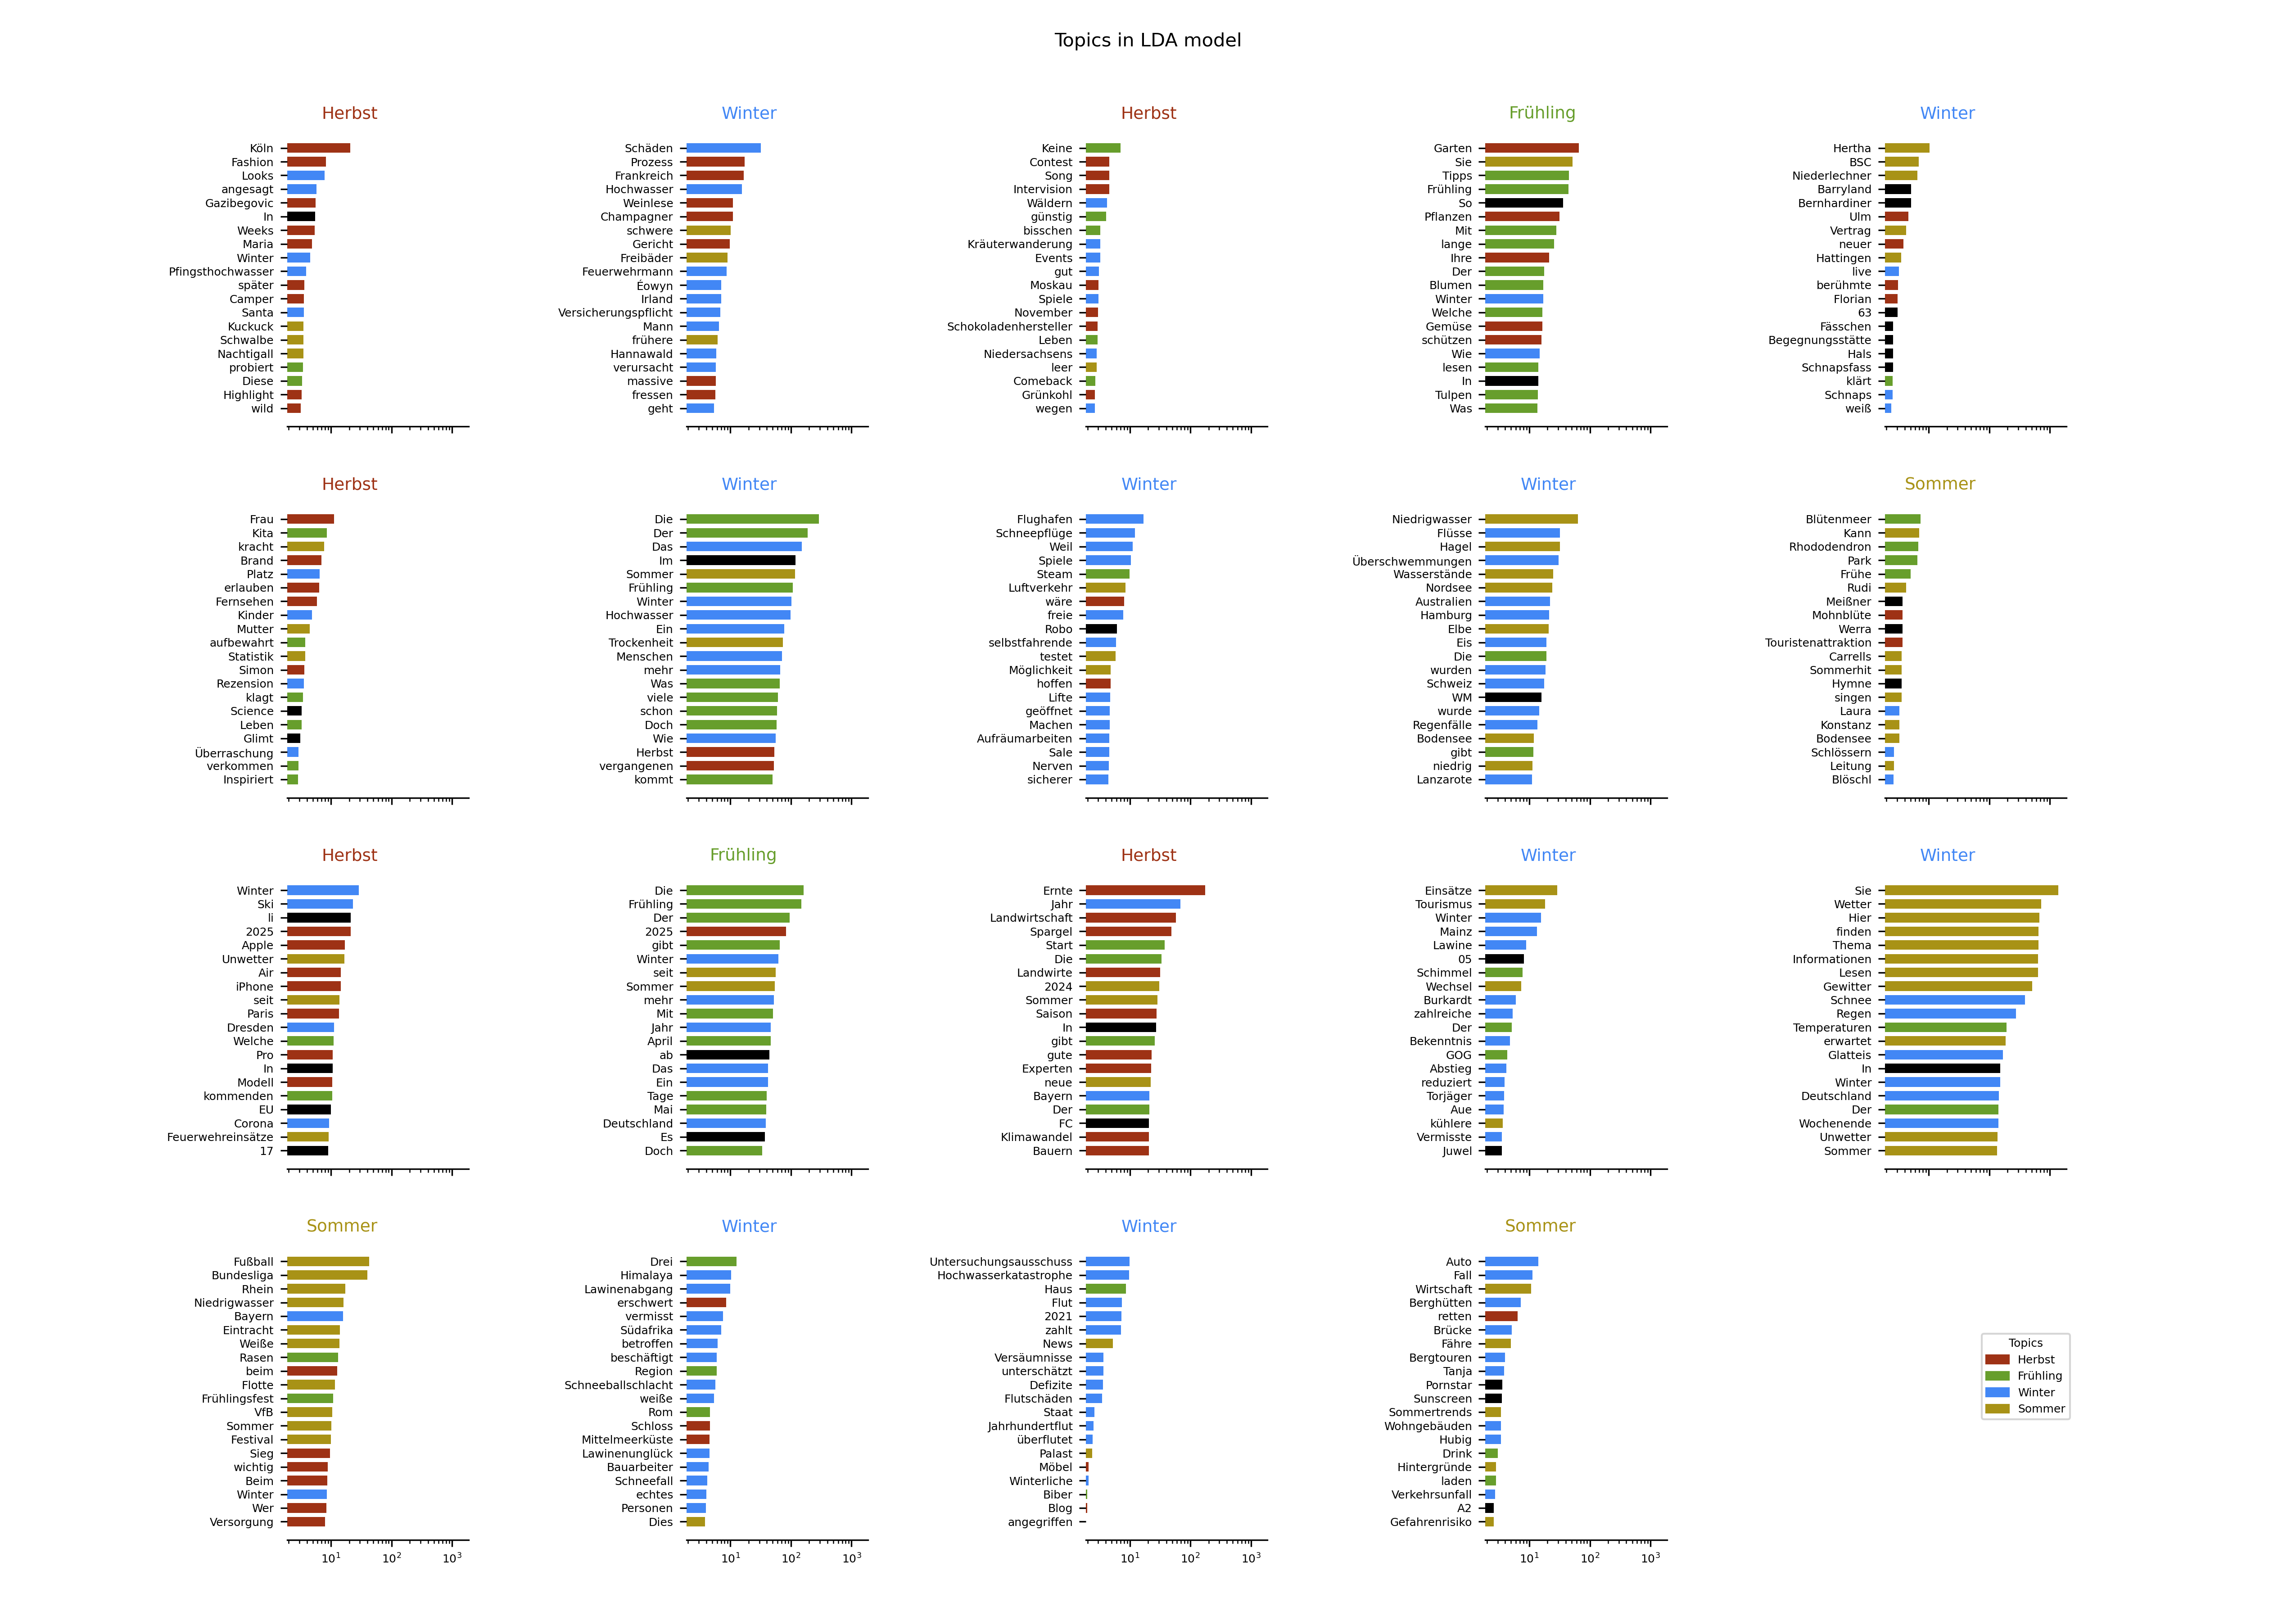 Topics in LDA model
Herbst
Köln
Fashion
Looks
angesagt
Gazibegovic
In
Weeks
Maria
Winter
Pfingsthochwasser
später
Camper
Santa
Kuckuck
Schwalbe
Nachtigall
probiert
Diese
Highlight
wild
Winter
Schäden
Prozess
Frankreich
Hochwasser
Weinlese
Champagner
schwere
Gericht
Freibäder
Feuerwehrmann
Éowyn
Irland
Versicherungspflicht
Mann
frühere
Hannawald
verursacht
massive
fressen
geht
Herbst
Keine
Contest
Song
Intervision
Wäldern
günstig
bisschen
Kräuterwanderung
Events
gut
Moskau
Spiele
November
Schokoladenhersteller
Leben
Niedersachsens
leer
Comeback
Grünkohl
wegen
Frühling
Garten
Sie
Tipps
Frühling
So
Pflanzen
Mit
lange
Ihre
Der
Blumen
Winter
Welche
Gemüse
schützen
Wie
lesen
In
Tulpen
Was
Winter
Hertha
BSC
Niederlechner
Barryland
Bernhardiner
Ulm
Vertrag
neuer
Hattingen
live
berühmte
Florian
63
Fässchen
Begegnungsstätte
Hals
Schnapsfass
klärt
Schnaps
weiß
Herbst
Frau
Kita
kracht
Brand
Platz
erlauben
Fernsehen
Kinder
Mutter
aufbewahrt
Statistik
Simon
Rezension
klagt
Science
Leben
Glimt
Überraschung
verkommen
Inspiriert
Winter
Die
Der
Das
Im
Sommer
Frühling
Winter
Hochwasser
Ein
Trockenheit
Menschen
mehr
Was
viele
schon
Doch
Wie
Herbst
vergangenen
kommt
Winter
Flughafen
Schneepflüge
Weil
Spiele
Steam
Luftverkehr
wäre
freie
Robo
selbstfahrende
testet
Möglichkeit
hoffen
Lifte
geöffnet
Machen
Aufräumarbeiten
Sale
Nerven
sicherer
Winter
Niedrigwasser
Flüsse
Hagel
Überschwemmungen
Wasserstände
Nordsee
Australien
Hamburg
Elbe
Eis
Die
wurden
Schweiz
WM
wurde
Regenfälle
Bodensee
gibt
niedrig
Lanzarote
Sommer
Blütenmeer
Kann
Rhododendron
Park
Frühe
Rudi
Meißner
Mohnblüte
Werra
Touristenattraktion
Carrells
Sommerhit
Hymne
singen
Laura
Konstanz
Bodensee
Schlössern
Leitung
Blöschl
Herbst
Winter
Ski
li
2025
Apple
Unwetter
Air
iPhone
seit
Paris
Dresden
Welche
Pro
In
Modell
kommenden
EU
Corona
Feuerwehreinsätze
17
Frühling
Die
Frühling
Der
2025
gibt
Winter
seit
Sommer
mehr
Mit
Jahr
April
ab
Das
Ein
Tage
Mai
Deutschland
Es
Doch
Herbst
Ernte
Jahr
Landwirtschaft
Spargel
Start
Die
Landwirte
2024
Sommer
Saison
In
gibt
gute
Experten
neue
Bayern
Der
FC
Klimawandel
Bauern
Winter
Einsätze
Tourismus
Winter
Mainz
Lawine
05
Schimmel
Wechsel
Burkardt
zahlreiche
Der
Bekenntnis
GOG
Abstieg
reduziert
Torjäger
Aue
kühlere
Vermisste
Juwel
Winter
Sie
Wetter
Hier
finden
Thema
Informationen
Lesen
Gewitter
Schnee
Regen
Temperaturen
erwartet
Glatteis
In
Winter
Deutschland
Der
Wochenende
Unwetter
Sommer
Sommer
Fußball
Bundesliga
Rhein
Niedrigwasser
Bayern
Eintracht
Weiße
Rasen
beim
Flotte
Frühlingsfest
VfB
Sommer
Festival
Sieg
wichtig
Beim
Winter
Wer
Versorgung
10¹ 10² 10³
Winter
Drei
Himalaya
Lawinenabgang
erschwert
vermisst
Südafrika
betroffen
beschäftigt
Region
Schneeballschlacht
weiße
Rom
Schloss
Mittelmeerküste
Lawinenunglück
Bauarbeiter
Schneefall
echtes
Personen
Dies
10¹ 10² 10³
Winter
Untersuchungsausschuss
Hochwasserkatastrophe
Haus
Flut
2021
zahlt
News
Versäumnisse
unterschätzt
Defizite
Flutschäden
Staat
Jahrhundertflut
überflutet
Palast
Möbel
Winterliche
Biber
Blog
angegriffen
10¹ 10² 10³
Sommer
Auto
Fall
Wirtschaft
Berghütten
retten
Brücke
Fähre
Bergtouren
Tanja
Pornstar
Sunscreen
Sommertrends
Wohngebäuden
Hubig
Drink
Hintergründe
laden
Verkehrsunfall
A2
Gefahrenrisiko
10¹ 10² 10³
Topics
Herbst
Frühling
Winter
Sommer